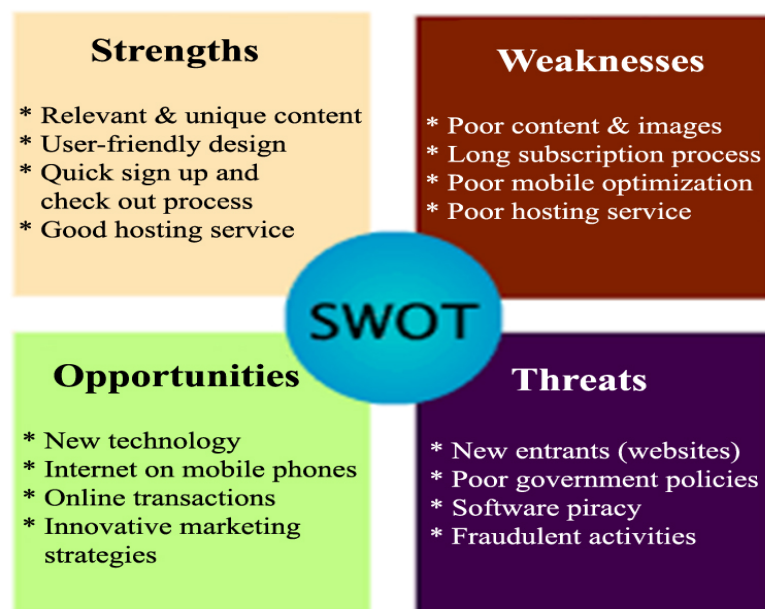 Strengths
* Relevant & unique content
* User-friendly design
* Quick sign up and
check out process
* Good hosting service
Weaknesses
* Poor content & images
* Long subscription process
* Poor mobile optimization
* Poor hosting service
SWOT
Opportunities
* New technology
* Internet on mobile phones
* Online transactions
* Innovative marketing
strategies
Threats
* New entrants (websites)
* Poor government policies
* Software piracy
* Fraudulent activities